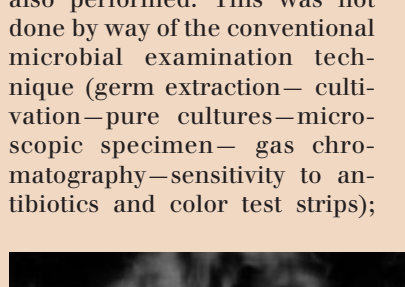 also performed. This was not
done by way of the conventional
microbial examination tech-
nique (germ extraction— culti-
vation—pure cultures—micro-
scopic specimen— gas chro-
matography—sensitivity to an-
tibiotics and color test strips);